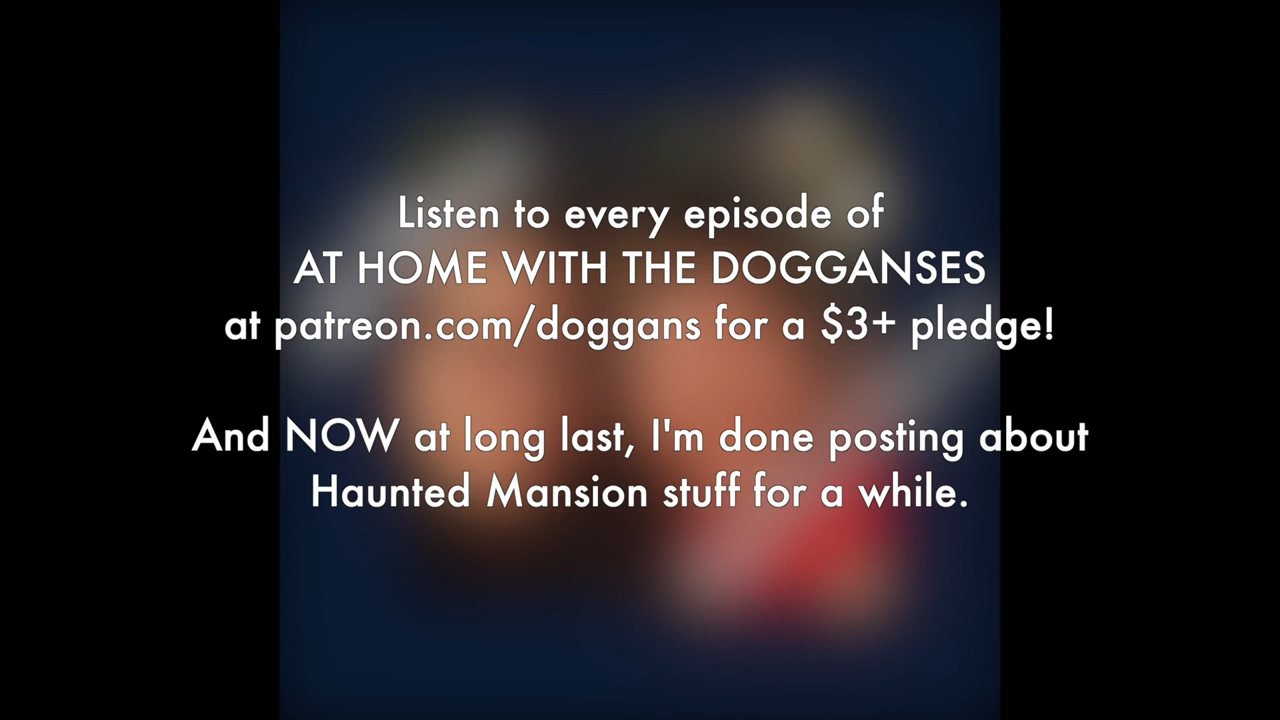 Listen to every episode of
AT HOME WITH THE DOGGANSES
at patreon.com/doggans for a $3+ pledge!
And NOW at long last, I'm done posting about
Haunted Mansion stuff for a while.